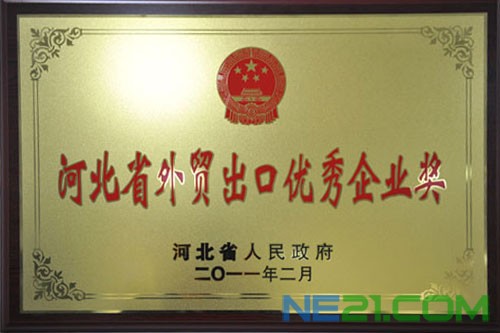 河北省外贸出口优秀企业奖
河北省人民政府
二〇一一年二月
NE21.COM